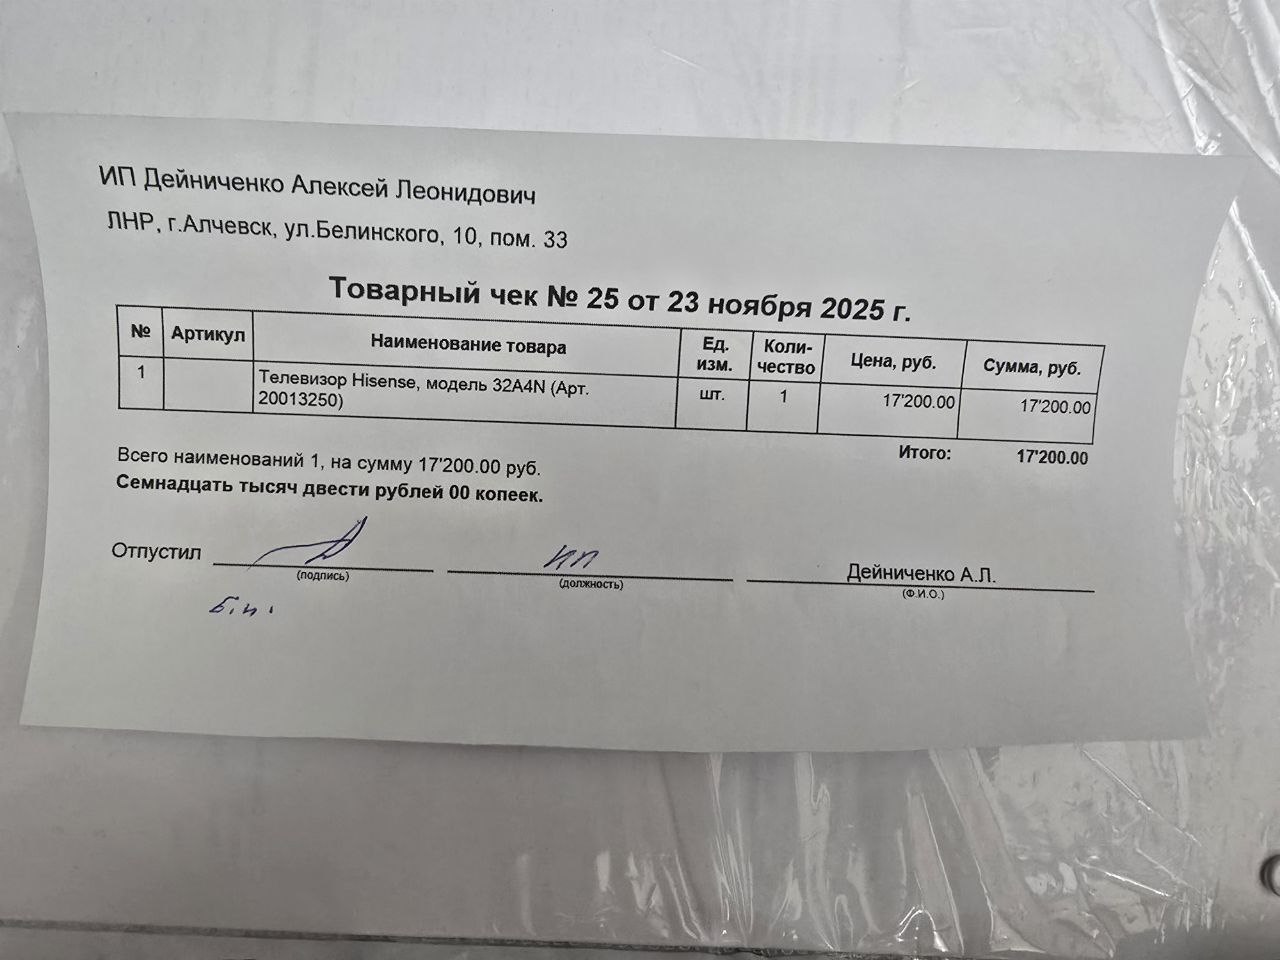 ИП Дейниченко Алексей Леонидович
ЛНР, г.Алчевск, ул.Белинского, 10, пом. 33
Товарный чек № 25 от 23 ноября 2025 г.
№ Артикул Наименование товара Ед. изм. Коли-чество Цена, руб. Сумма, руб.
1 Телевизор Hisense, модель 32A4N (Арт. шт. 1 17'200.00 17'200.00
20013250)
Итого: 17'200.00
Всего наименований 1, на сумму 17'200.00 руб.
Семнадцать тысяч двести рублей 00 копеек.
Отпустил ИП Дейниченко А.Л.
(подпись) (должность) (Ф.И.О.)
Б.п.